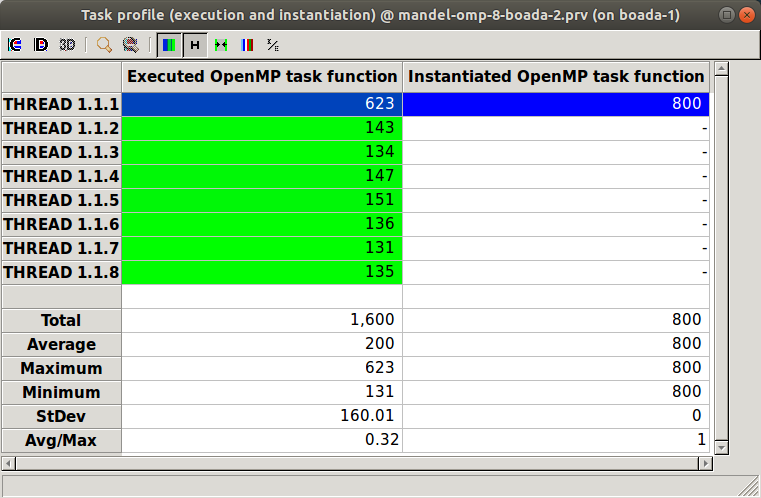 Task profile (execution and instantiation) @ mandel-omp-8-boada-2.prv (on boada-1)
3D
H
Executed OpenMP task function Instantiated OpenMP task function
THREAD 1.1.1 623 800
THREAD 1.1.2 143 -
THREAD 1.1.3 134 -
THREAD 1.1.4 147 -
THREAD 1.1.5 151 -
THREAD 1.1.6 136 -
THREAD 1.1.7 131 -
THREAD 1.1.8 135 -
Total 1,600 800
Average 200 800
Maximum 623 800
Minimum 131 800
StDev 160.01 0
Avg/Max 0.32 1